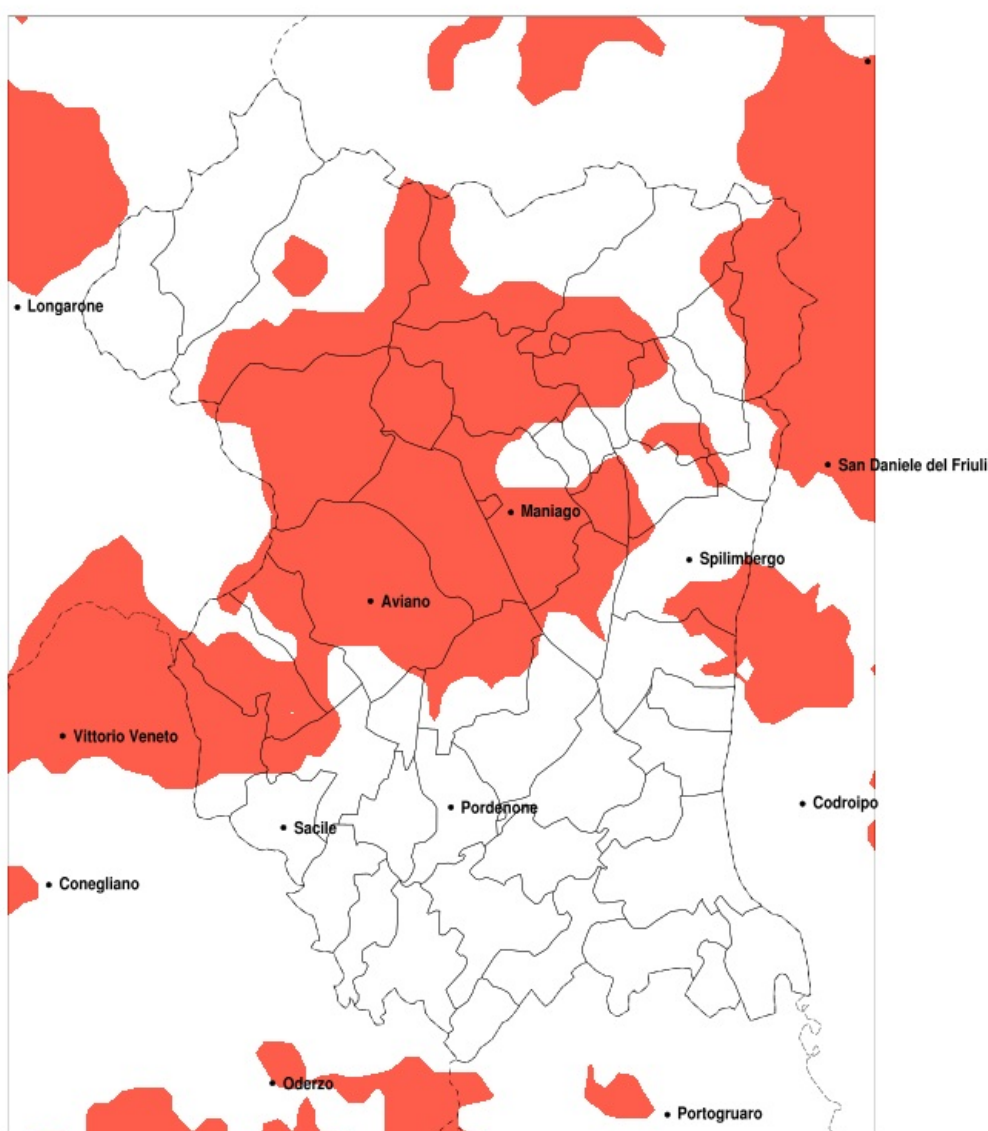 Longarone
San Daniele del Friuli
Maniago
Spilimbergo
Aviano
Vittorio Veneto
Codroipo
Pordenone
Sacile
Conegliano
Oderzo
Portogruaro